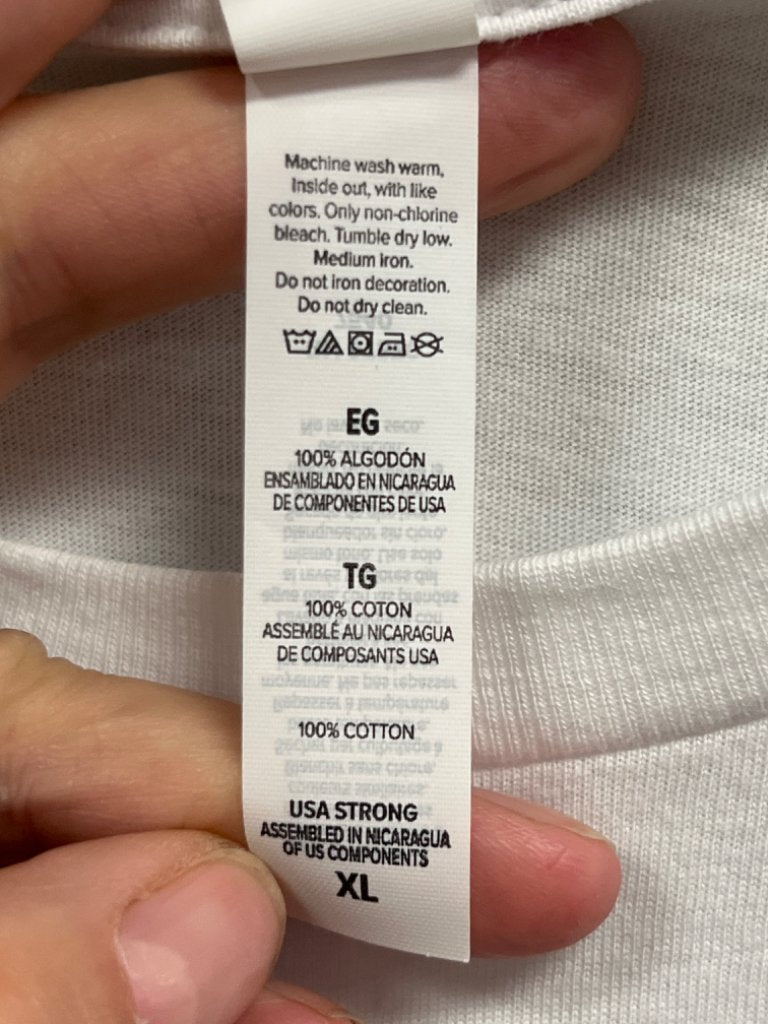 Machine wash warm,
Inside out, with like
colors. Only non-chlorine
bleach. Tumble dry low.
Medium iron.
Do not iron decoration.
Do not dry clean.
EG
100% ALGODÓN
ENSAMBLADO EN NICARAGUA
DE COMPONENTES DE USA
TG
100% COTON
ASSEMBLÉ AU NICARAGUA
DE COMPOSANTS USA
100% COTTON
USA STRONG
ASSEMBLED IN NICARAGUA
OF US COMPONENTS
XL